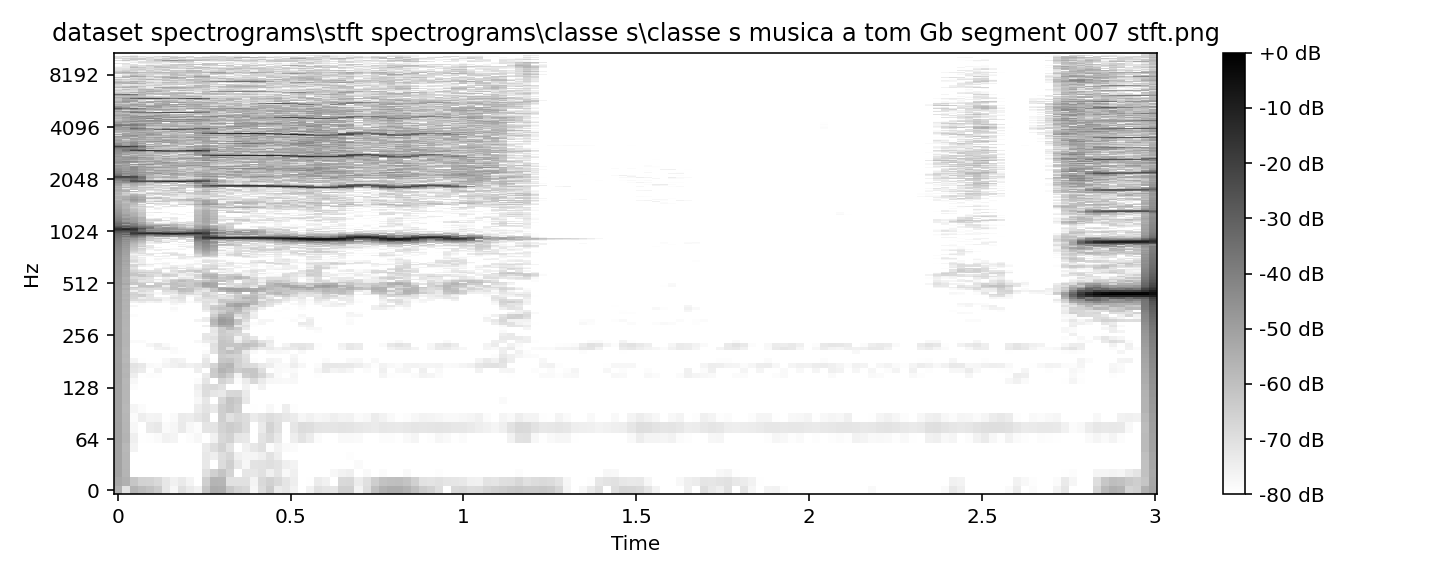 dataset spectrograms\stft spectrograms\classe s\classe s musica a tom Gb segment 007 stft.png
8192
4096
2048
1024
512
256
128
64
0
Hz
0
0.5
1
1.5
2
2.5
3
Time
+0 dB
-10 dB
-20 dB
-30 dB
-40 dB
-50 dB
-60 dB
-70 dB
-80 dB